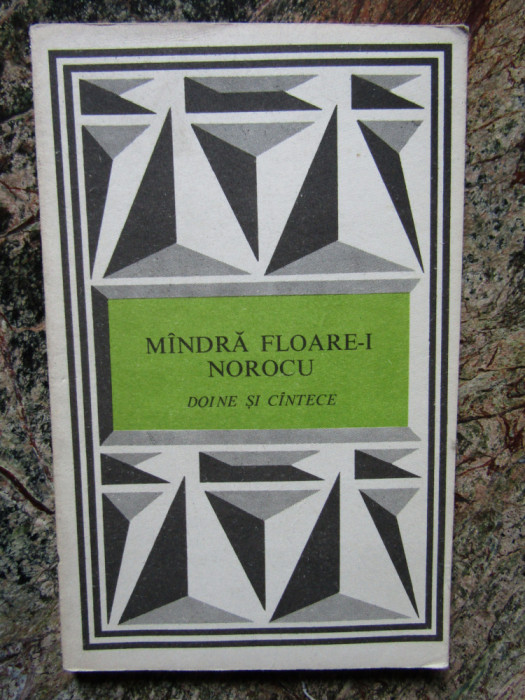 MÎNDRĂ FLOARE-I
NOROCU
DOINE ȘI CÎNTECE